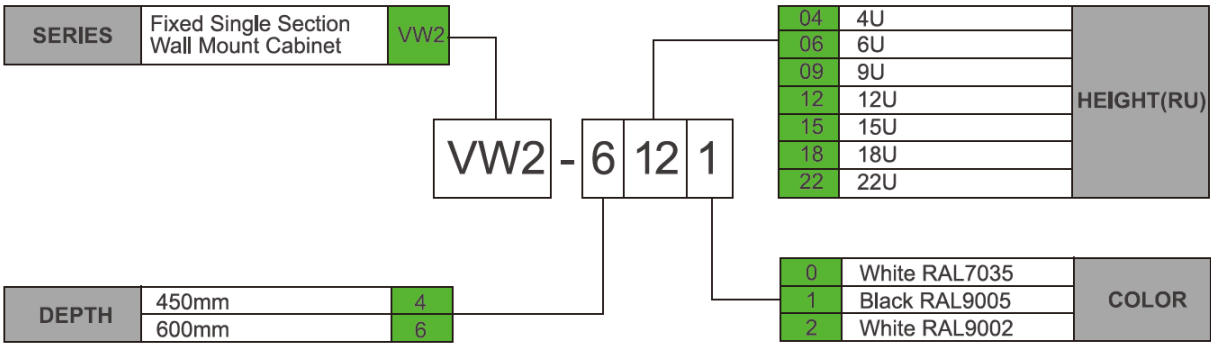 SERIES
Fixed Single Section
Wall Mount Cabinet
VW2
04 4U
06 6U
09 9U
12 12U
15 15U
18 18U
22 22U
HEIGHT(RU)
VW2 - 6 12 1
DEPTH
450mm 4
600mm 6
0 White RAL7035
1 Black RAL9005
2 White RAL9002
COLOR